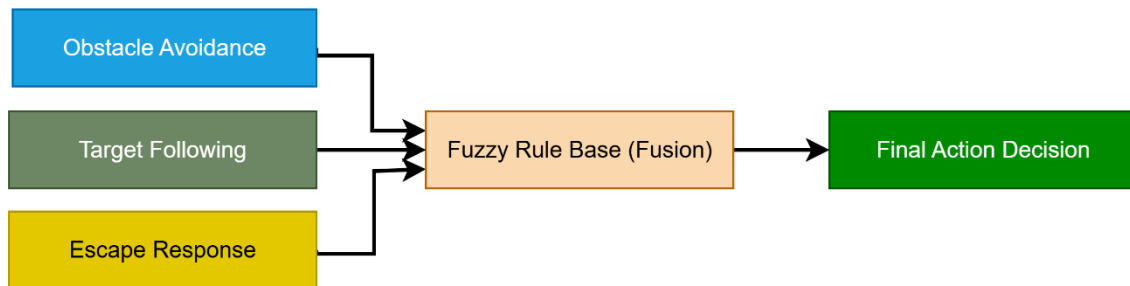 Obstacle Avoidance
Target Following
Fuzzy Rule Base (Fusion)
Final Action Decision
Escape Response